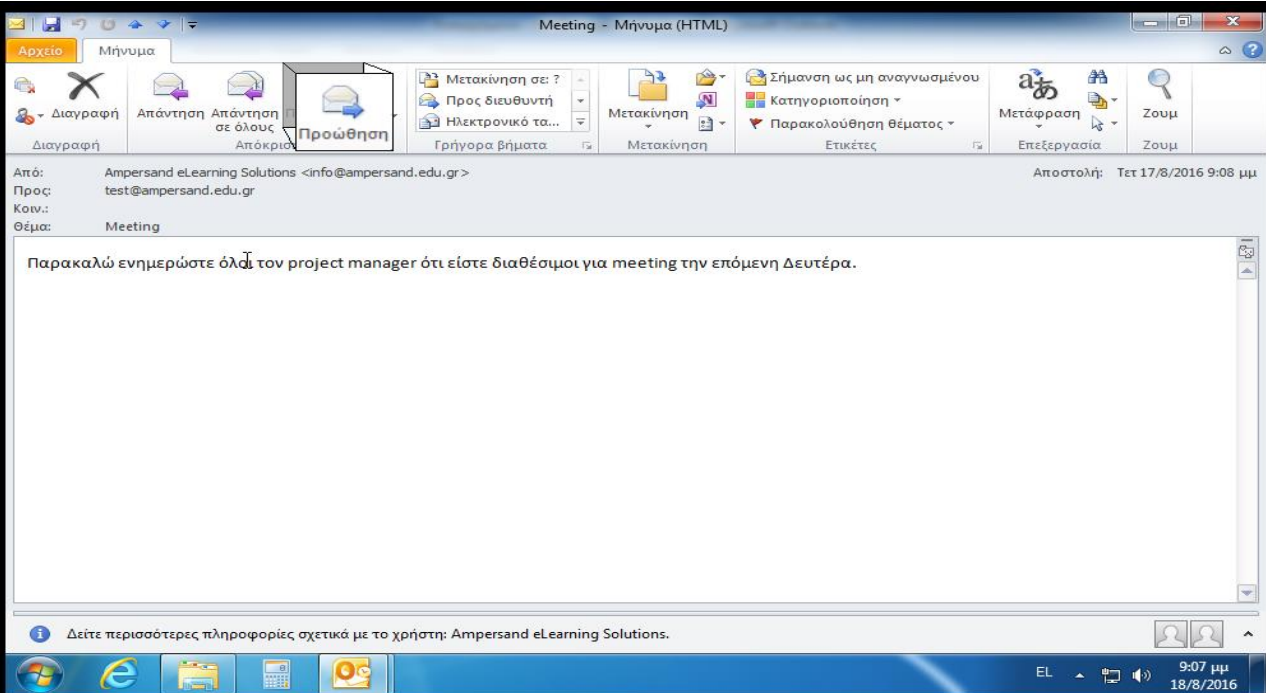 Meeting - Μήνυμα (HTML)
Αρχείο Μήνυμα
Διαγραφή
Απάντηση
Απάντηση σε όλους
Προώθηση
Μετακίνηση σε: ?
Προς διευθυντή
Ηλεκτρονικό τα...
Μετακίνηση
Σήμανση ως μη αναγνωσμένου
Κατηγοριοποίηση
Παρακολούθηση θέματος
Μετάφραση
Ζουμ
Διαγραφή Γρήγορα βήματα Μετακίνηση Ετικέτες Επεξεργασία Ζουμ
Από: Ampersand eLearning Solutions <info@ampersand.edu.gr> Αποστολή: Τετ 17/8/2016 9:08 μμ
Προς: test@ampersand.edu.gr
Κοιν.:
Θέμα: Meeting
Παρακαλώ ενημερώστε όλοι τον project manager ότι είστε διαθέσιμοι για meeting την επόμενη Δευτέρα.
Δείτε περισσότερες πληροφορίες σχετικά με το χρήστη: Ampersand eLearning Solutions.
EL 9:07 μμ
18/8/2016